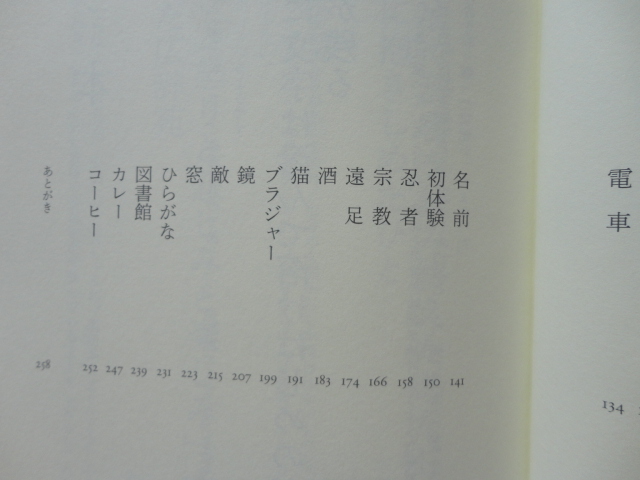 電車 134
名前 141
初体験 150
忍者 158
宗教 166
遠足 174
酒 183
猫 191
ブラジャー 199
鏡 207
敵 215
窓 223
ひらがな 231
図書館 239
カレー 247
コーヒー 252
あとがき 258